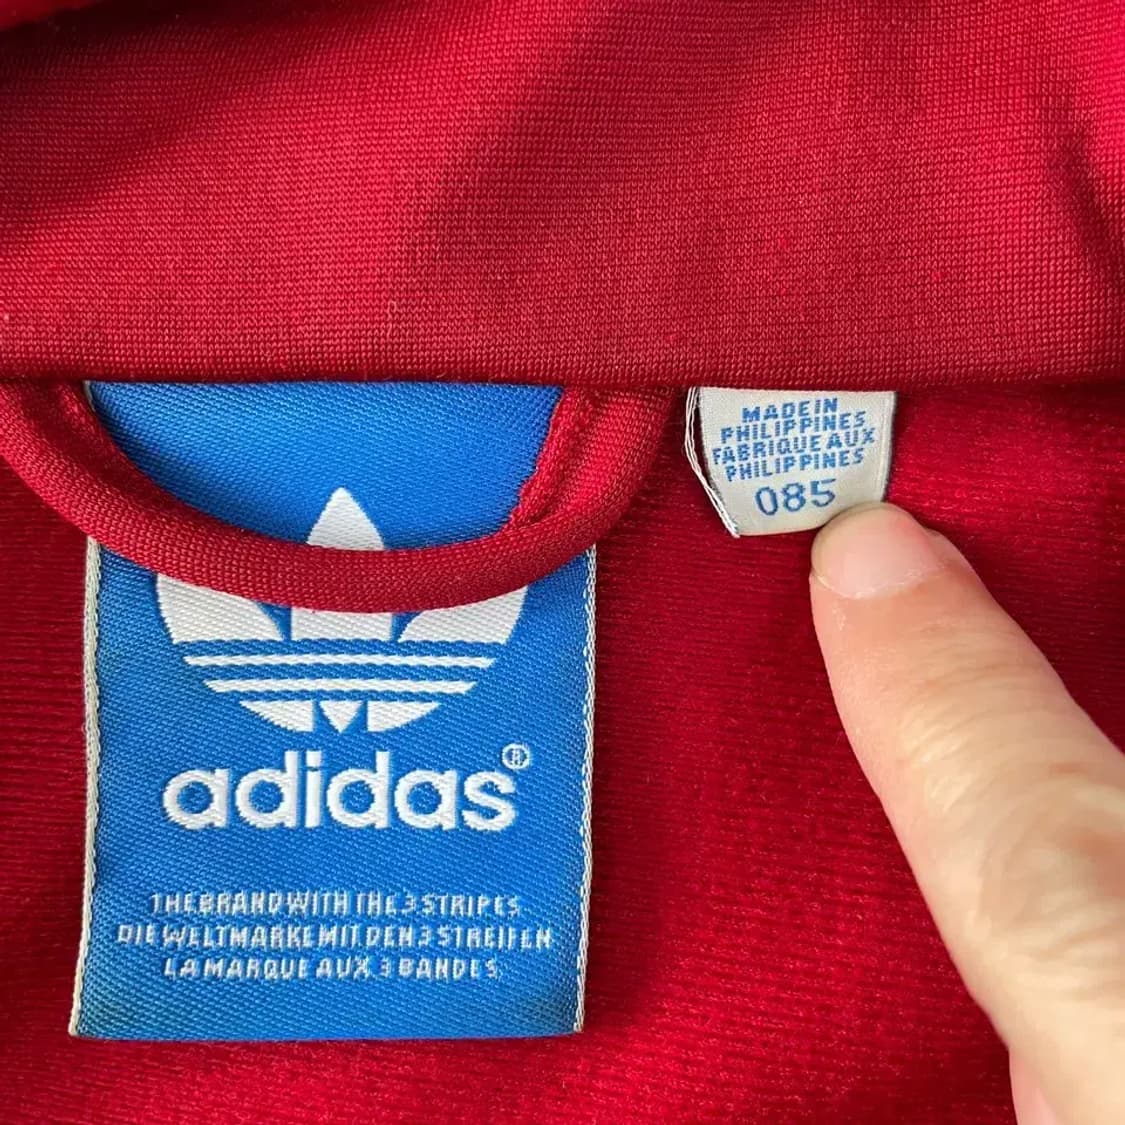 MADE IN
PHILIPPINES
FABRIQUE AUX
PHILIPPINES
085
adidas®
THE BRAND WITH THE 3 STRIPES
DIE WELTMARKE MIT DEN 3 STREIFEN
LA MARQUE AUX 3 BANDES